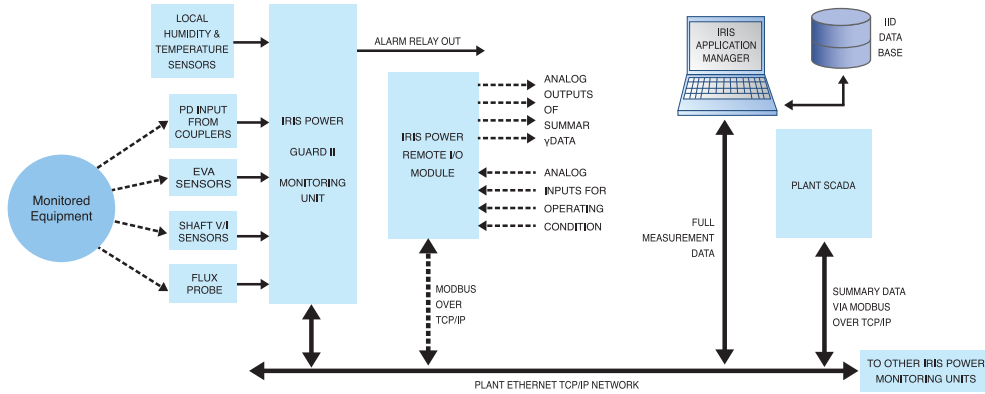 LOCAL
HUMIDITY &
TEMPERATURE
SENSORS
PD INPUT
FROM
COUPLERS
EVA
SENSORS
SHAFT V/I
SENSORS
FLUX
PROBE
Monitored
Equipment
IRIS POWER
GUARD II
MONITORING
UNIT
ALARM RELAY OUT
IRIS POWER
REMOTE I/O
MODULE
ANALOG
OUTPUTS
OF
SUMMAR
γDATA
ANALOG
INPUTS FOR
OPERATING
CONDITION
MODBUS
OVER
TCP/IP
IRIS
APPLICATION
MANAGER
IID
DATA
BASE
PLANT SCADA
FULL
MEASUREMENT
DATA
SUMMARY DATA
VIA MODBUS
OVER TCP/IP
PLANT ETHERNET TCP/IP NETWORK
TO OTHER IRIS POWER
MONITORING UNITS